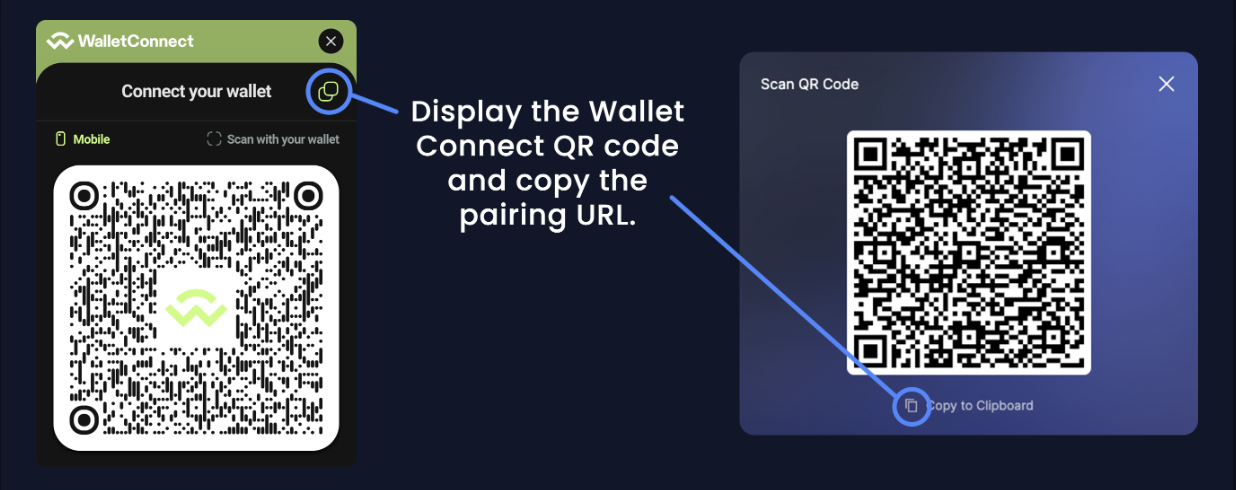 WalletConnect
Connect your wallet
Mobile
Scan with your wallet
Display the Wallet
Connect QR code
and copy the
pairing URL.
Scan QR Code
Copy to Clipboard